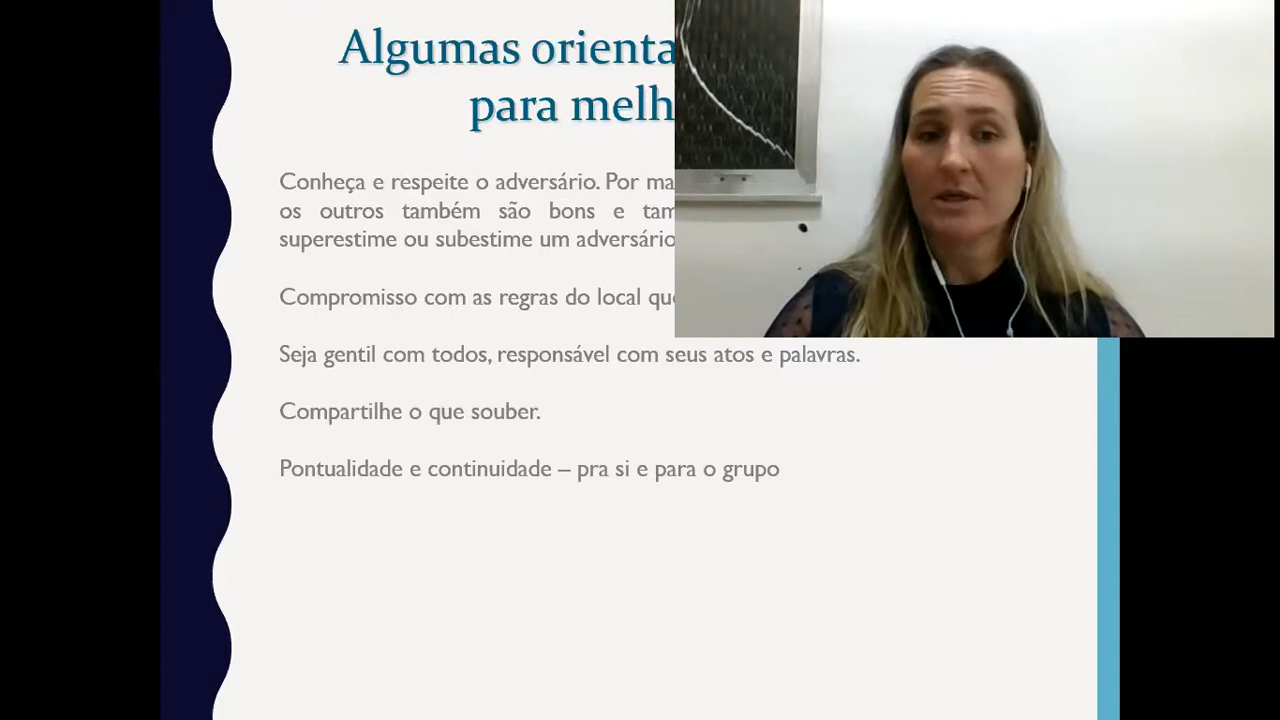 Algumas orienta
para melh
Conheça e respeite o adversário. Por ma
os outros também são bons e tam
superestime ou subestime um adversário
Compromisso com as regras do local que
Seja gentil com todos, responsável com seus atos e palavras.
Compartilhe o que souber.
Pontualidade e continuidade – pra si e para o grupo